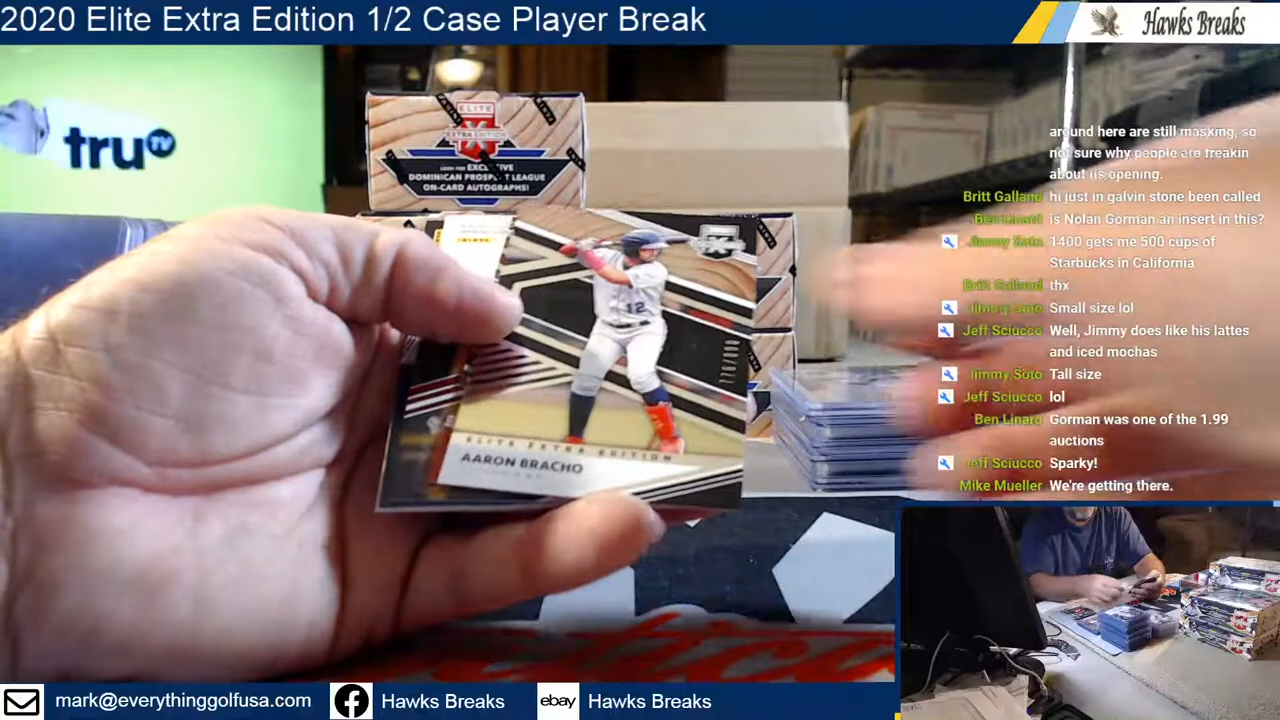 2020 Elite Extra Edition 1/2 Case Player Break
Hawks Breaks
truTV
ELITE
EXTRA EDITION
DOMINICAN PROSPECT LEAGUE
ON-CARD AUTOGRAPHS!
12
ELITE EXTRA EDITION
AARON BRACHO
around here are still masking, so
not sure why people are freakin
about us opening.
Britt Galland hi just in galvin stone been called
Ben Linard is Nolan Gorman an insert in this?
Jimmy Soto 1400 gets me 500 cups of
Starbucks in California
Britt Galland thx
Jimmy Soto Small size lol
Jeff Sciucco Well, Jimmy does like his lattes
and iced mochas
Jimmy Soto Tall size
Jeff Sciucco lol
Ben Linard Gorman was one of the 1.99
auctions
Jeff Sciucco Sparky!
Mike Mueller We're getting there.
mark@everythinggolfusa.com
Hawks Breaks
ebay
Hawks Breaks